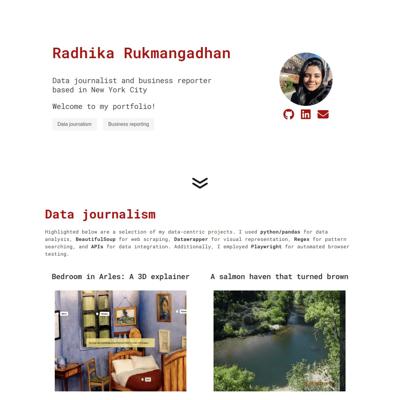 Radhika Rukmangadhan
Data journalist and business reporter
based in New York City
Welcome to my portfolio!
Data journalism
Business reporting
Data journalism
Highlighted below are a selection of my data-centric projects. I used python/pandas for data
analysis, BeautifulSoup for web scraping, Datawrapper for visual representation, Regex for pattern
searching, and APIs for data integration. Additionally, I employed Playwright for automated browser
testing.
Bedroom in Arles: A 3D explainer
A salmon haven that turned brown